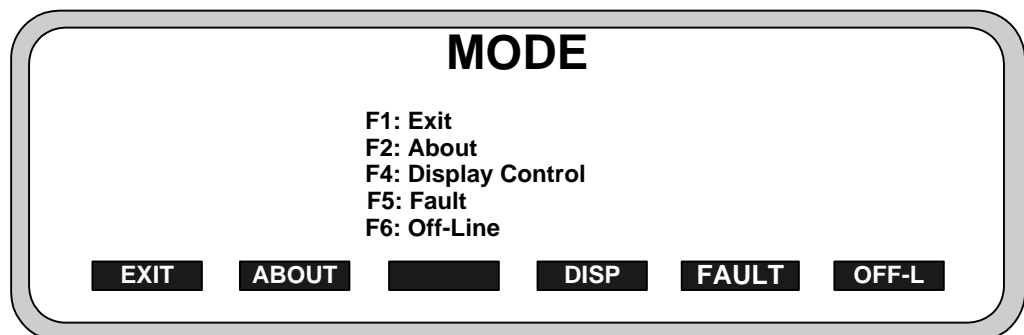 MODE
F1: Exit
F2: About
F4: Display Control
F5: Fault
F6: Off-Line
EXIT ABOUT DISP FAULT OFF-L